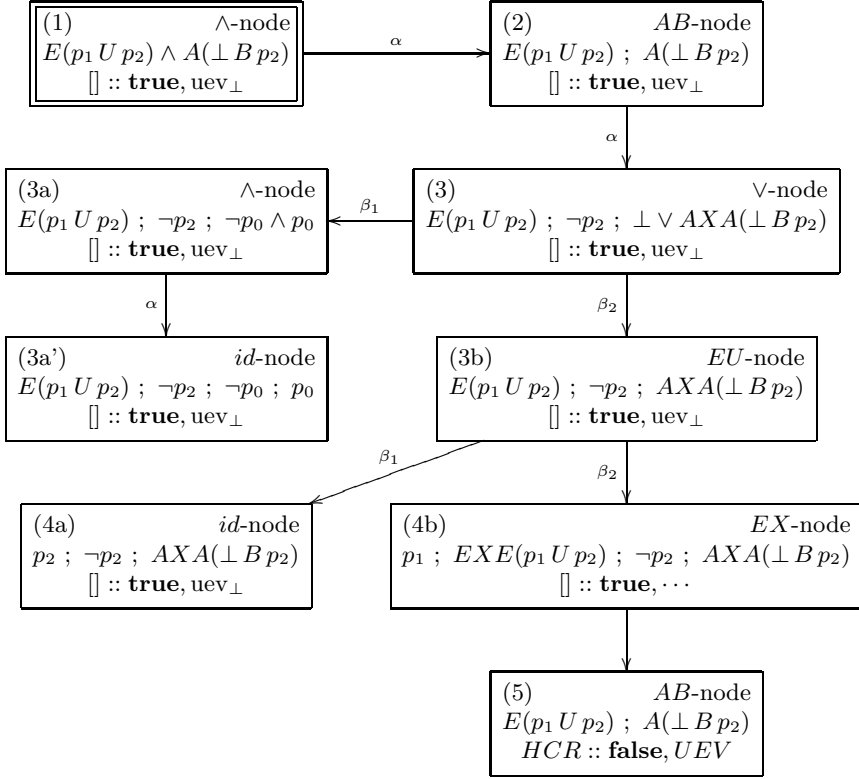 (1) ∧-node
E(p₁ U p₂) ∧ A(⊥ B p₂)
[] :: true, uev⊥
α
(2) AB-node
E(p₁ U p₂) ; A(⊥ B p₂)
[] :: true, uev⊥
α
(3a) ∧-node
E(p₁ U p₂) ; ¬p₂ ; ¬p₀ ∧ p₀
[] :: true, uev⊥
β₁
(3) ∨-node
E(p₁ U p₂) ; ¬p₂ ; ⊥ ∨ AXA(⊥ B p₂)
[] :: true, uev⊥
α
β₂
(3a') id-node
E(p₁ U p₂) ; ¬p₂ ; ¬p₀ ; p₀
[] :: true, uev⊥
(3b) EU-node
E(p₁ U p₂) ; ¬p₂ ; AXA(⊥ B p₂)
[] :: true, uev⊥
β₁
β₂
(4a) id-node
p₂ ; ¬p₂ ; AXA(⊥ B p₂)
[] :: true, uev⊥
(4b) EX-node
p₁ ; EXE(p₁ U p₂) ; ¬p₂ ; AXA(⊥ B p₂)
[] :: true, ⋯
(5) AB-node
E(p₁ U p₂) ; A(⊥ B p₂)
HCR :: false, UEV